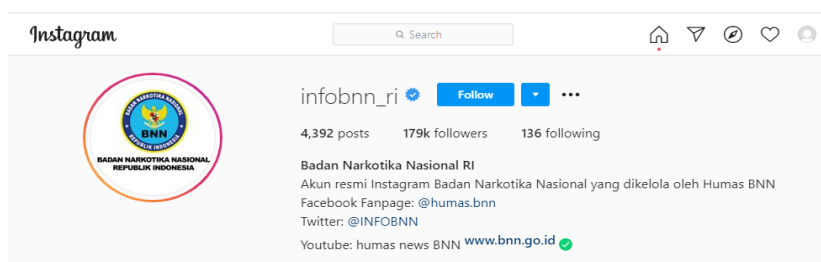 Instagram
Search
infobnn_ri Follow
4,392 posts 179k followers 136 following
BADAN NARKOTIKA NASIONAL
REPUBLIK INDONESIA
BNN
BADAN NARKOTIKA NASIONAL
REPUBLIK INDONESIA
Badan Narkotika Nasional RI
Akun resmi Instagram Badan Narkotika Nasional yang dikelola oleh Humas BNN
Facebook Fanpage: @humas.bnn
Twitter: @INFOBNN
Youtube: humas news BNN www.bnn.go.id